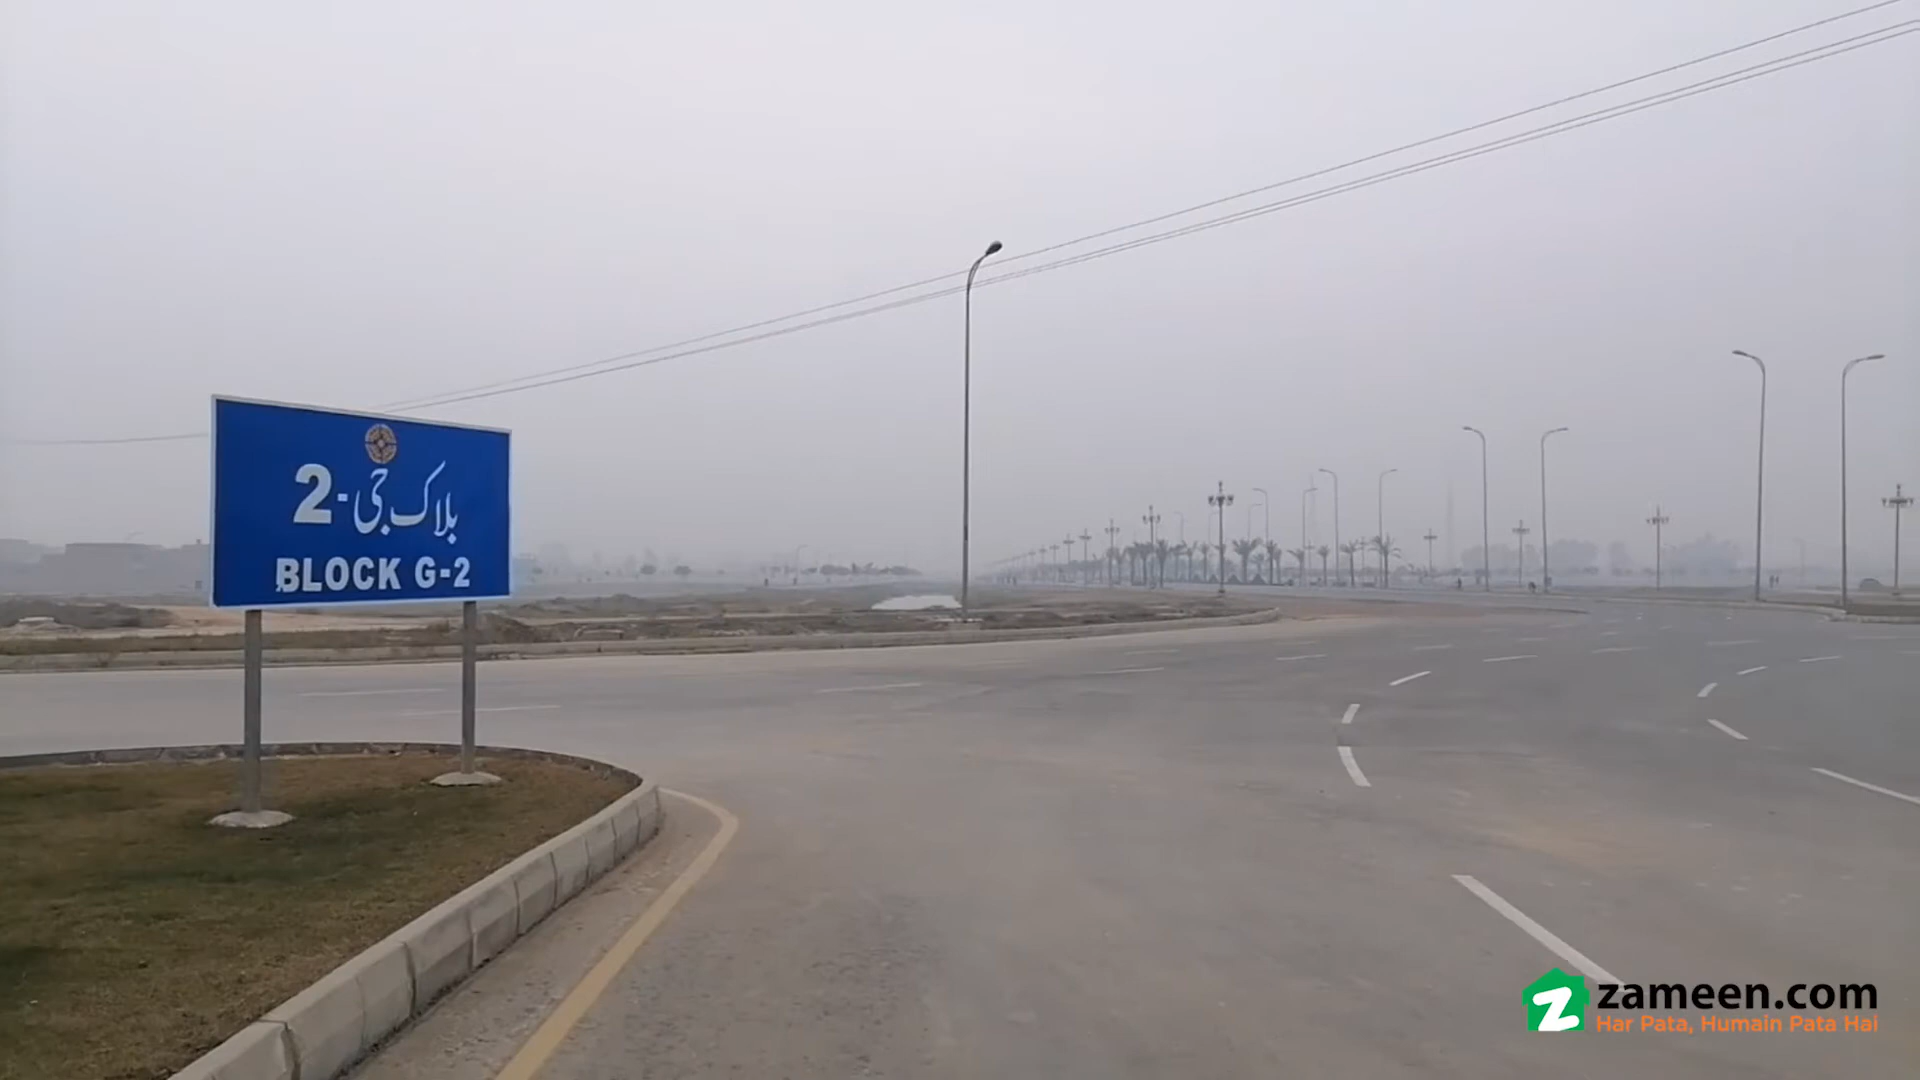 بلاک جی-2
BLOCK G-2
zameen.com
Har Pata, Humain Pata Hai